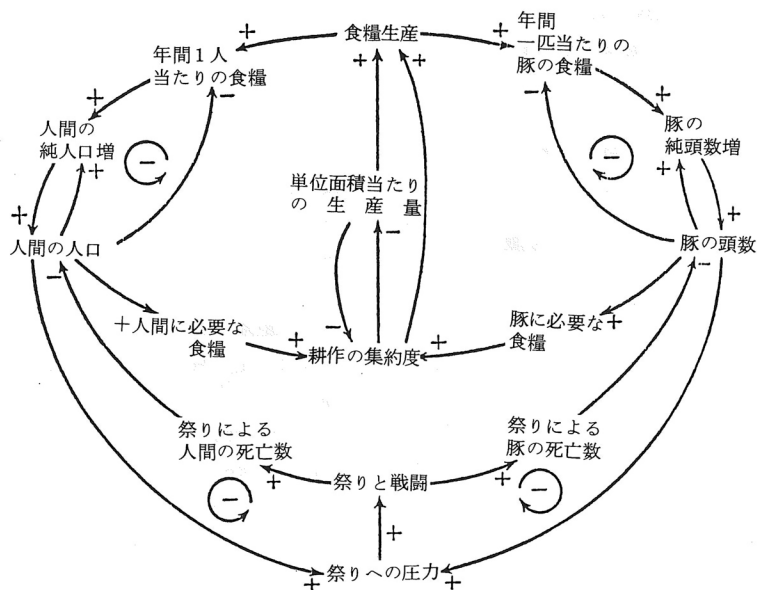 食糧生産
年間1人
当たりの食糧
年間
一匹当たりの
豚の食糧
人間の
純人口増
豚の
純頭数増
単位面積当たり
の生産量
人間の人口
豚の頭数
人間に必要な
食糧
豚に必要な
食糧
耕作の集約度
祭りによる
人間の死亡数
祭りによる
豚の死亡数
祭りと戦闘
祭りへの圧力